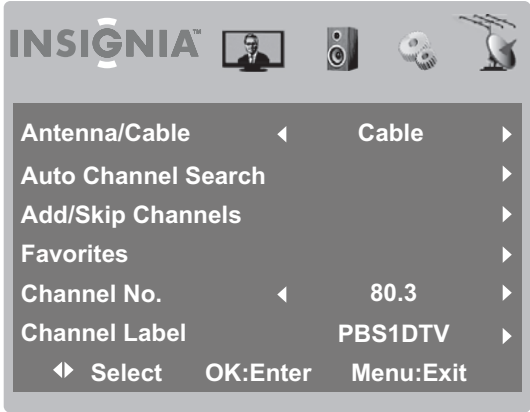 INSIGNIA™
Antenna/Cable Cable
Auto Channel Search
Add/Skip Channels
Favorites
Channel No. 80.3
Channel Label PBS1DTV
Select OK:Enter Menu:Exit